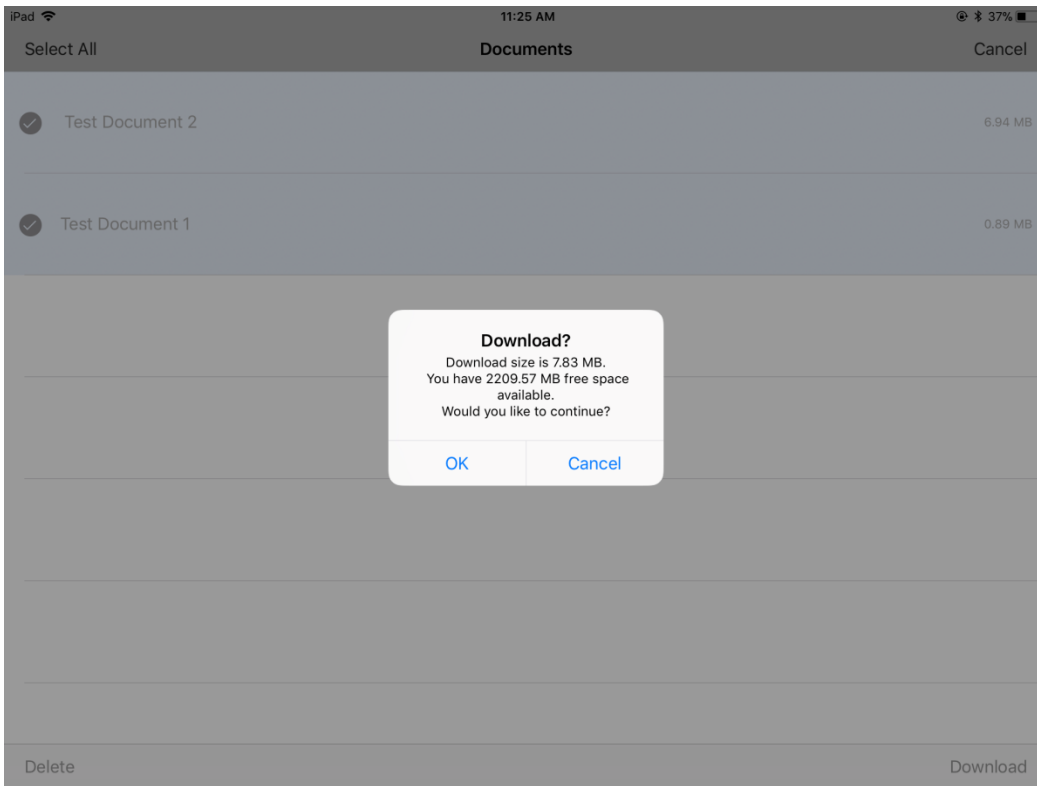 iPad 11:25 AM 37%
Select All Documents Cancel
Test Document 2 6.94 MB
Test Document 1 0.89 MB
Download?
Download size is 7.83 MB.
You have 2209.57 MB free space
available.
Would you like to continue?
OK Cancel
Delete Download